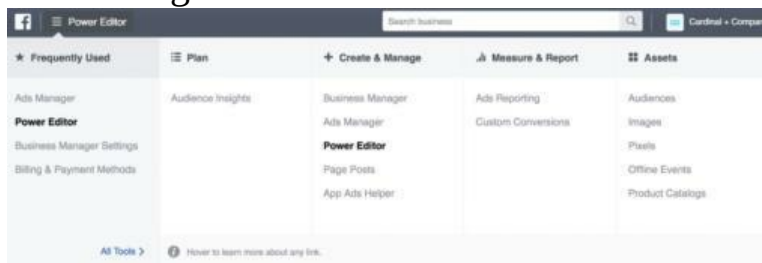 f Power Editor Search business Cardinal + Compan
Frequently Used Plan Create & Manage Measure & Report Assets
Ads Manager Audience Insights Business Manager Ads Reporting Audiences
Power Editor Ads Manager Custom Conversions Images
Business Manager Settings Power Editor Pixels
Billing & Payment Methods Page Posts Offline Events
App Ads Helper Product Catalogs
All Tools > Hover to learn more about any link.